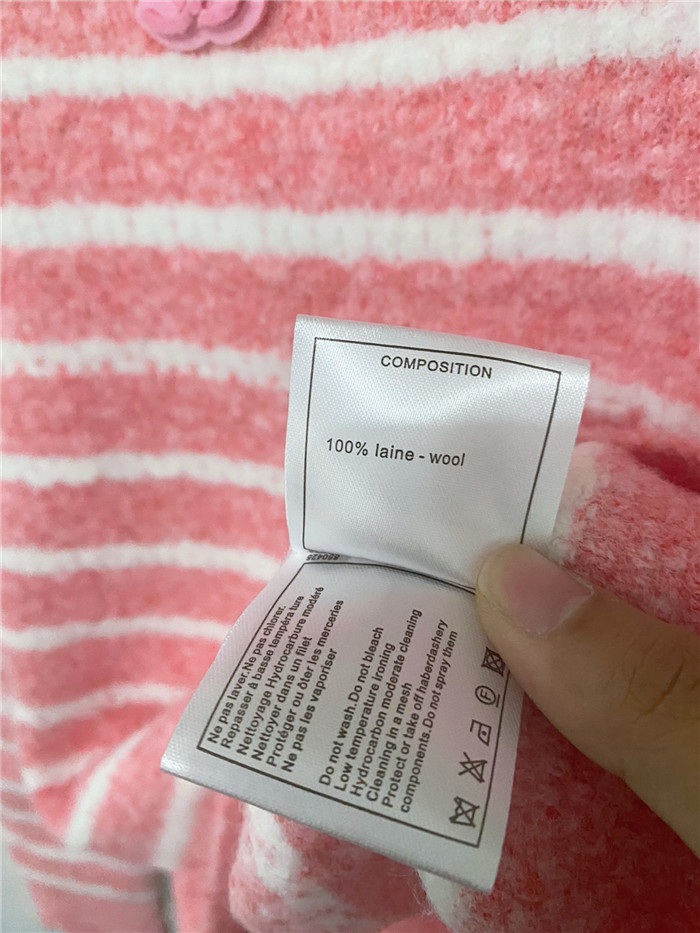 COMPOSITION
100% laine - wool
Ne pas laver.Ne pas chlorer.
Repasser à basse tempéra ture
Nettoyage Hydrocarbure modéré
Nettoyer dans un filet
Protéger ou ôter les merceries
Ne pas les vaporiser
Do not wash.Do not bleach
Low temperature ironing
Hydrocarbon moderate cleaning
Cleaning in a mesh
Protect or take off haberdashery
components.Do not spray them